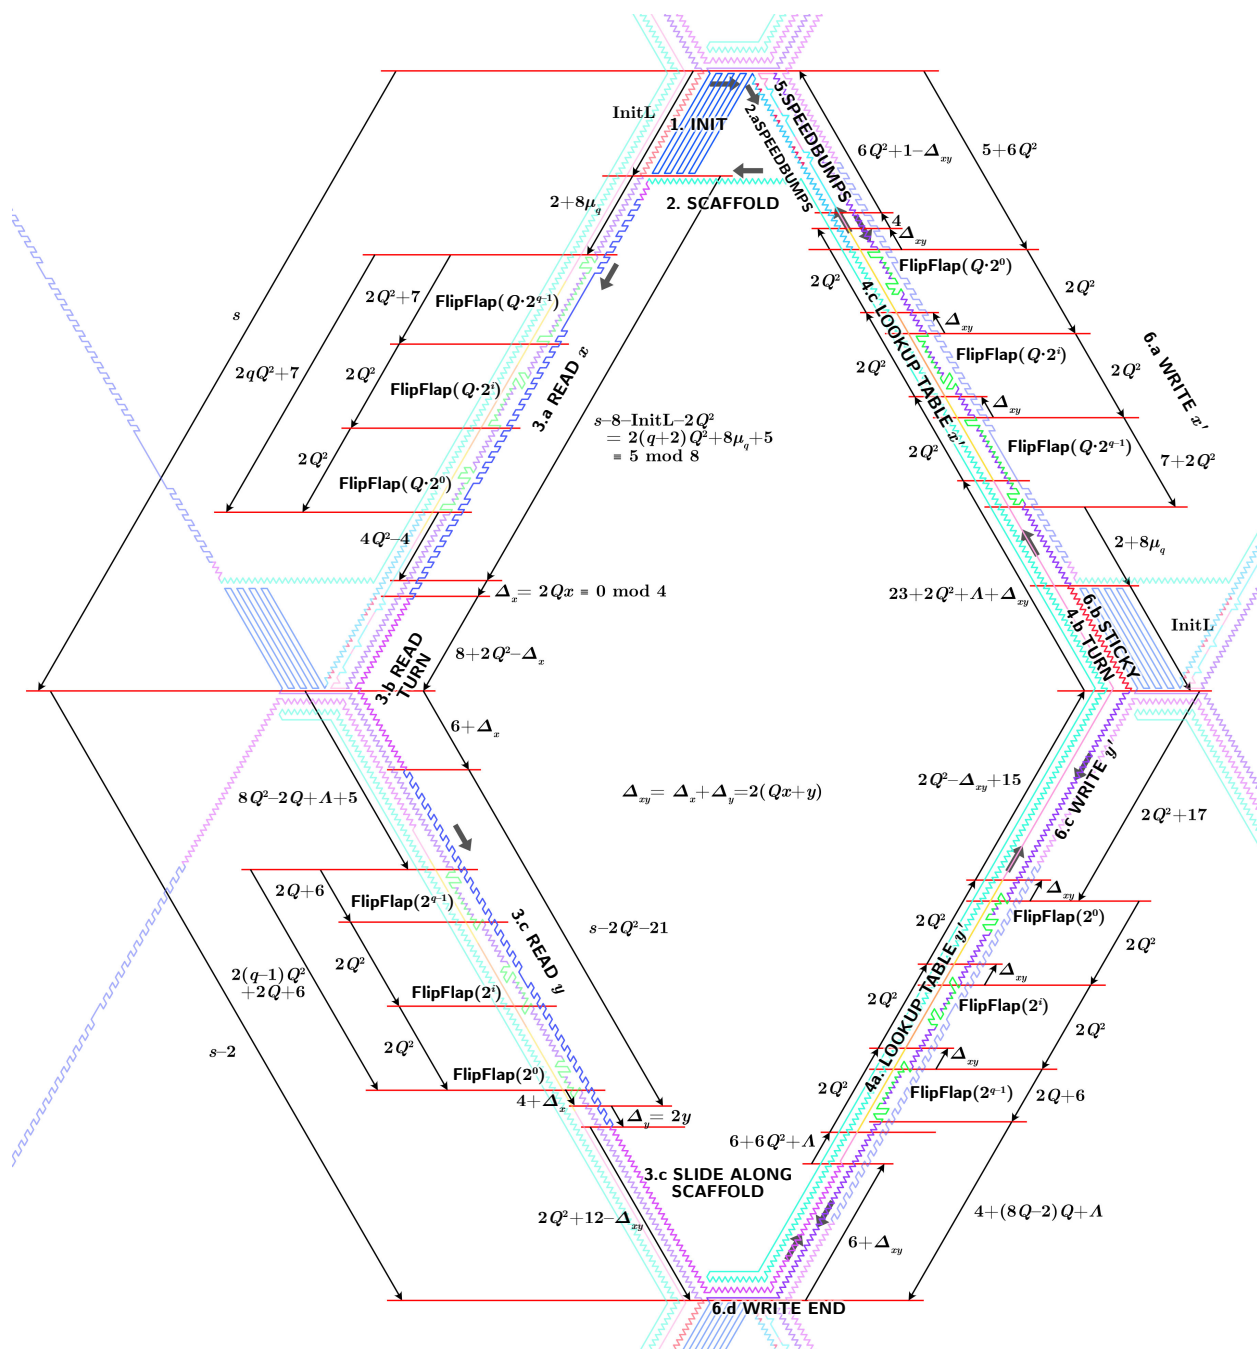 InitL
1. INIT
2.aSPEEDBUMPS
5.SPEEDBUMPS
6Q²+1−Δxy
5+6Q²
2+8μq
2. SCAFFOLD
4
Δxy
FlipFlap(Q·2⁰)
2Q²
2Q²
s
2Q²+7
FlipFlap(Q·2^q-1)
2qQ²+7
2Q²
FlipFlap(Q·2^i)
3.a READ x
4.c LOOKUP TABLE x′
Δxy
FlipFlap(Q·2^i)
2Q²
2Q²
6.a WRITE x′
s−8−InitL−2Q²
= 2(q+2)Q²+8μq+5
≡ 5 mod 8
Δxy
FlipFlap(Q·2^q-1)
2Q²
7+2Q²
2Q²
FlipFlap(Q·2⁰)
4Q²−4
2+8μq
Δx= 2Qx ≡ 0 mod 4
23+2Q²+Λ+Δxy
InitL
3.b READ
TURN
8+2Q²−Δx
6.b STICKY
4.b TURN
6+Δx
8Q²−2Q+Λ+5
Δxy= Δx+Δy=2(Qx+y)
2Q²−Δxy+15
6.c WRITE y′
2Q²+17
2Q+6
FlipFlap(2^q-1)
3.c READ y
s−2Q²−21
2Q²
Δxy
FlipFlap(2⁰)
2Q²
2(q−1)Q²
+2Q+6
2Q²
FlipFlap(2^i)
4a. LOOKUP TABLE y′
2Q²
Δxy
FlipFlap(2^i)
2Q²
s−2
2Q²
FlipFlap(2⁰)
4+Δx
Δy= 2y
2Q²
Δxy
FlipFlap(2^q-1)
2Q+6
6+6Q²+Λ
3.c SLIDE ALONG
SCAFFOLD
2Q²+12−Δxy
6+Δxy
4+(8Q−2)Q+Λ
6.d WRITE END